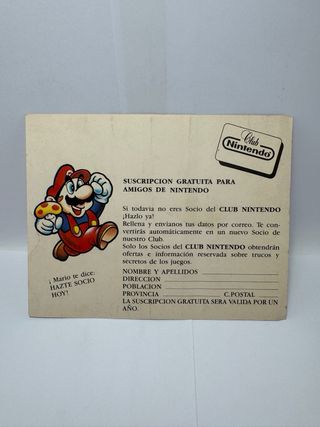 Club
Nintendo
SUSCRIPCION GRATUITA PARA
AMIGOS DE NINTENDO
Si todavia no eres Socio del CLUB NINTENDO
¡Hazlo ya!
Rellena y envíanos tus datos por correo. Te con-
vertirás automáticamente en un nuevo Socio de
nuestro Club.
Solo los Socios del CLUB NINTENDO obtendrán
ofertas e información reservada sobre trucos y
secretos de los juegos.
NOMBRE Y APELLIDOS
DIRECCION
POBLACION
PROVINCIA C.POSTAL
LA SUSCRIPCION GRATUITA SERA VALIDA POR UN
AÑO.
¡ Mario te dice:
HAZTE SOCIO
HOY!